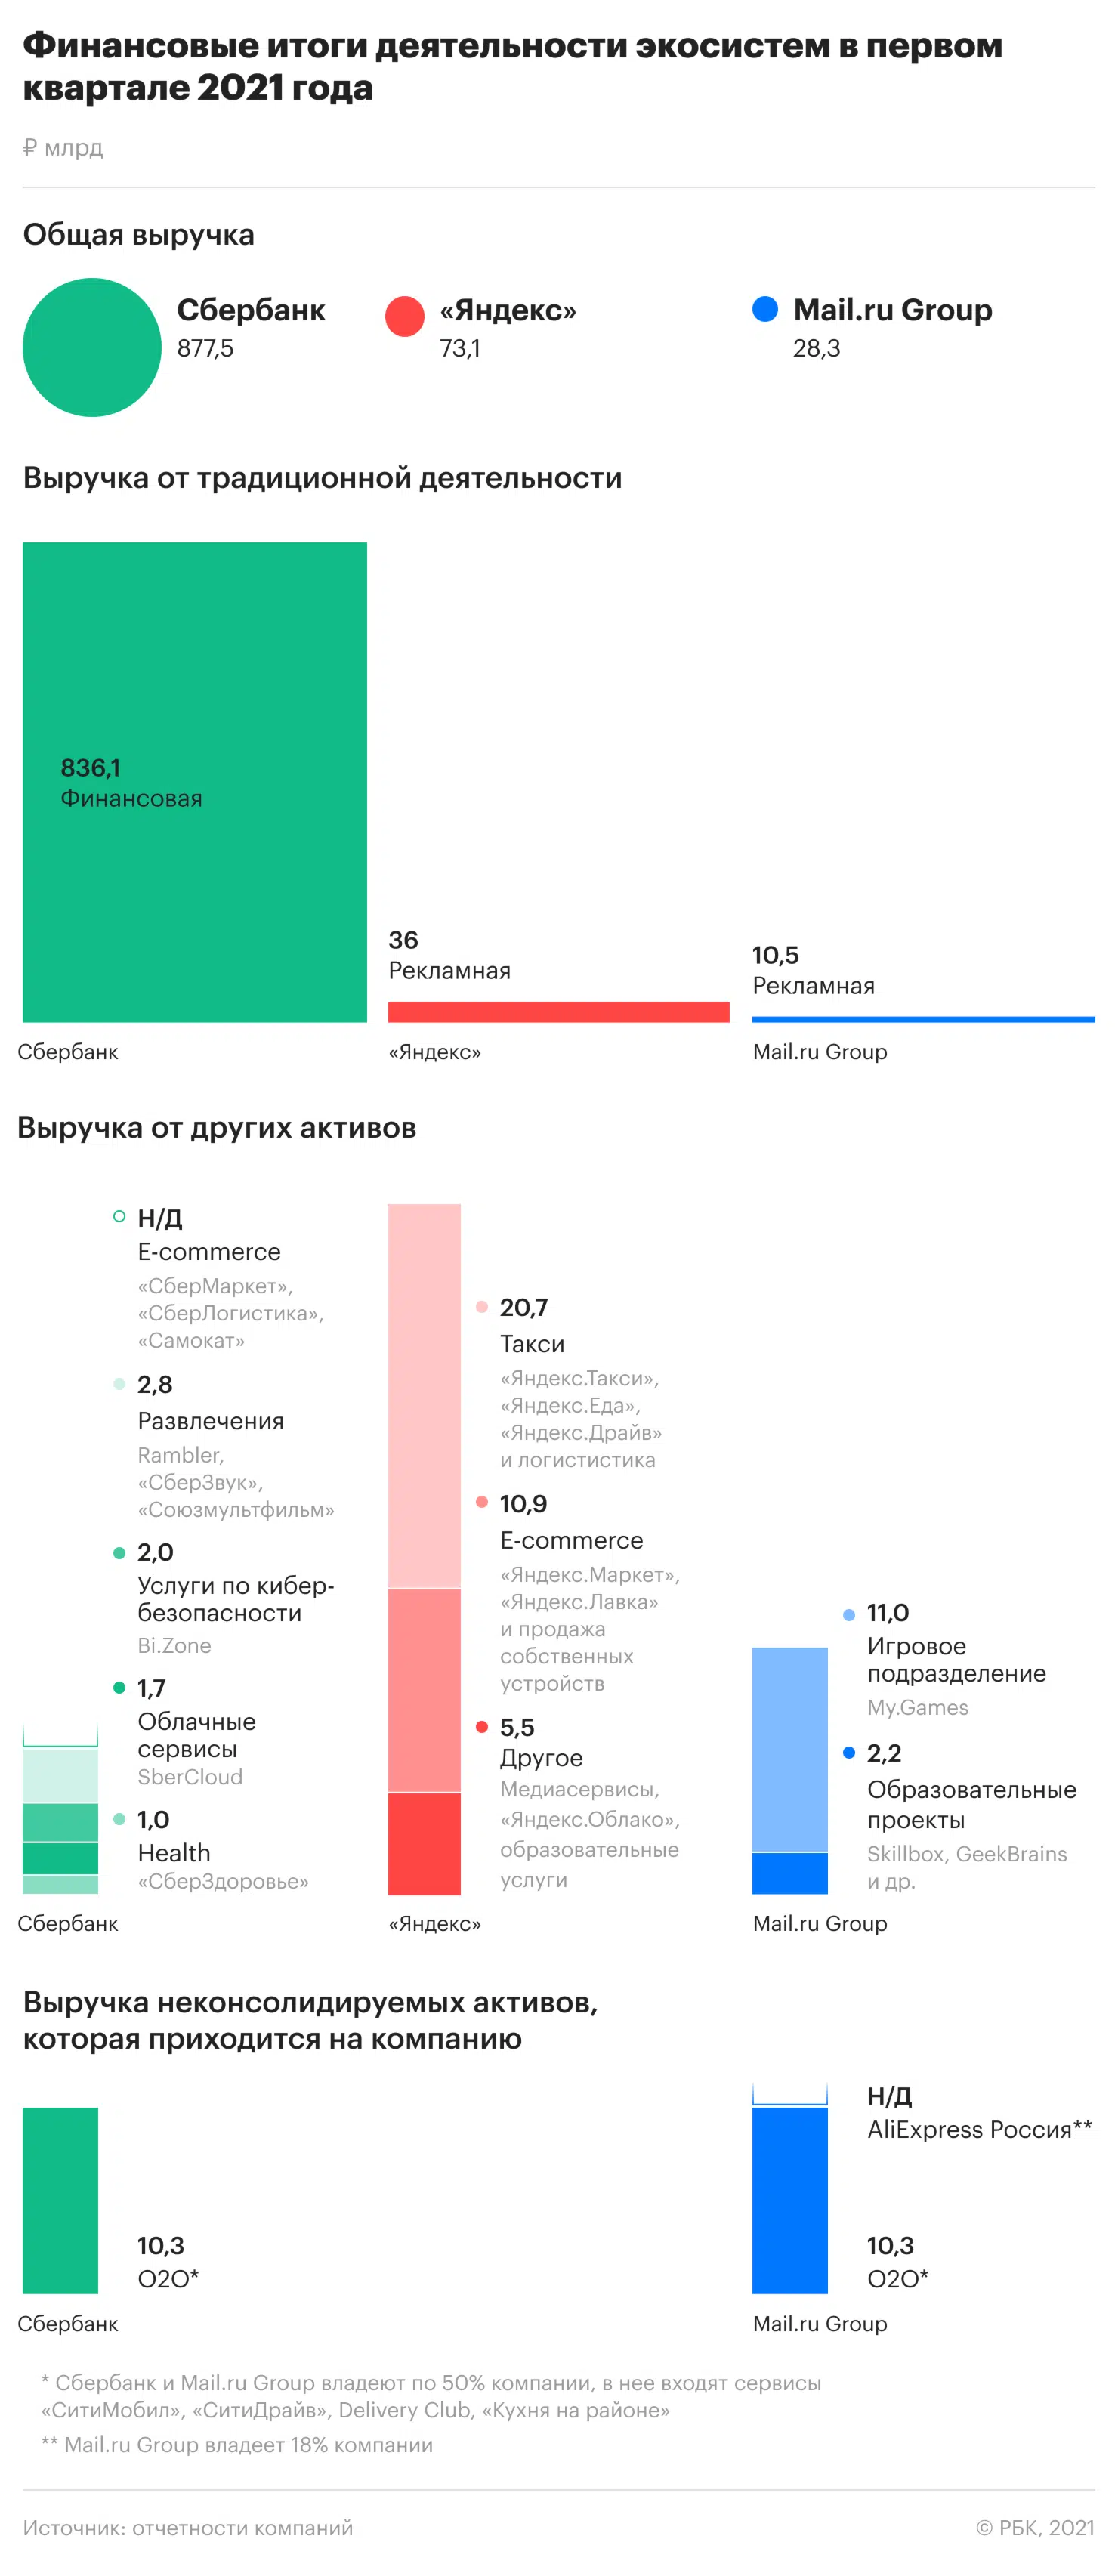 Финансовые итоги деятельности экосистем в первом
квартале 2021 года
₽ млрд
Общая выручка
Сбербанк
877,5
«Яндекс»
73,1
Mail.ru Group
28,3
Выручка от традиционной деятельности
836,1
Финансовая
36
Рекламная
10,5
Рекламная
Сбербанк
«Яндекс»
Mail.ru Group
Выручка от других активов
Н/Д
E-commerce
«СберМаркет»,
«СберЛогистика»,
«Самокат»
2,8
Развлечения
Rambler,
«СберЗвук»,
«Союзмультфильм»
2,0
Услуги по кибер-
безопасности
Bi.Zone
1,7
Облачные
сервисы
SberCloud
1,0
Health
«СберЗдоровье»
Сбербанк
20,7
Такси
«Яндекс.Такси»,
«Яндекс.Еда»,
«Яндекс.Драйв»
и логистистика
10,9
E-commerce
«Яндекс.Маркет»,
«Яндекс.Лавка»
и продажа
собственных
устройств
5,5
Другое
Медиасервисы,
«Яндекс.Облако»,
образовательные
услуги
«Яндекс»
11,0
Игровое
подразделение
My.Games
2,2
Образовательные
проекты
Skillbox, GeekBrains
и др.
Mail.ru Group
Выручка неконсолидируемых активов,
которая приходится на компанию
10,3
O2O*
Сбербанк
Н/Д
AliExpress Россия**
10,3
O2O*
Mail.ru Group
* Сбербанк и Mail.ru Group владеют по 50% компании, в нее входят сервисы
«СитиМобил», «СитиДрайв», Delivery Club, «Кухня на районе»
** Mail.ru Group владеет 18% компании
Источник: отчетности компаний
© РБК, 2021